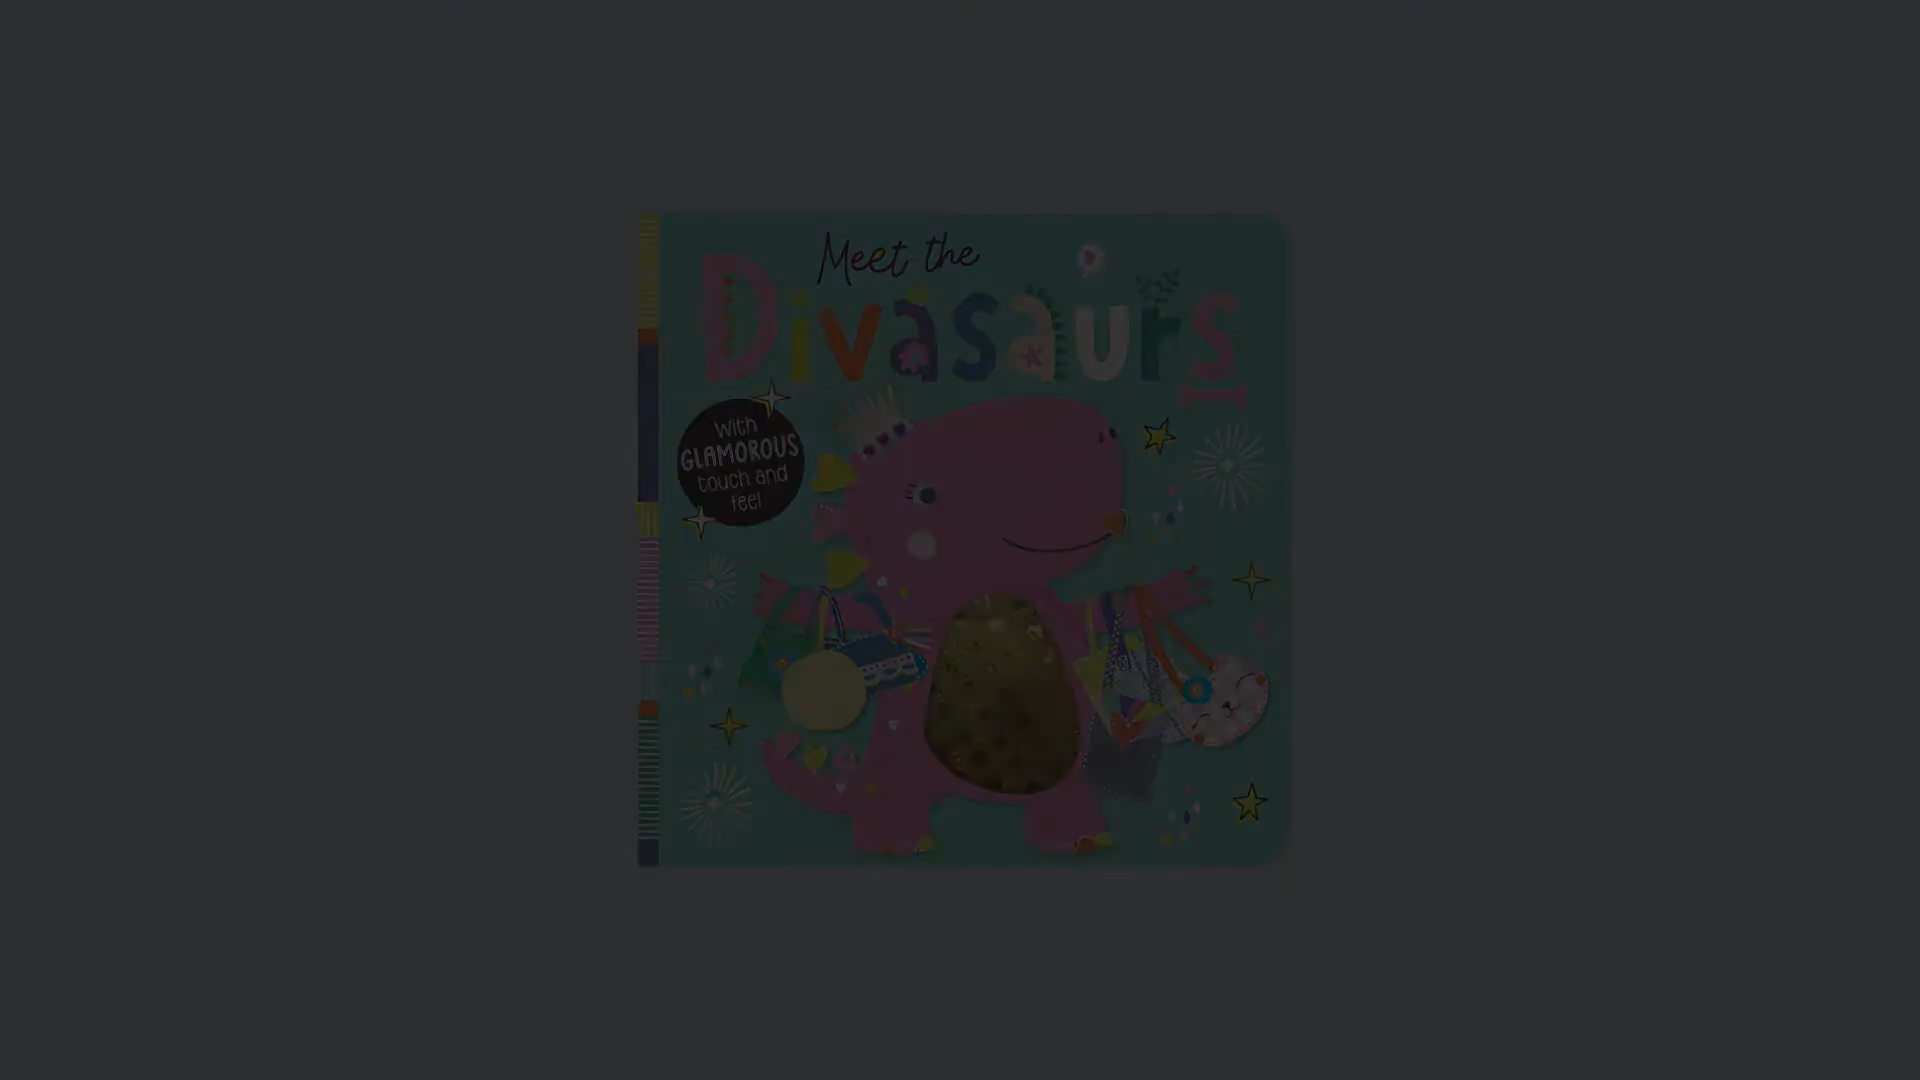 Meet the
Divasaurs
With
GLAMOROUS
touch and
feel